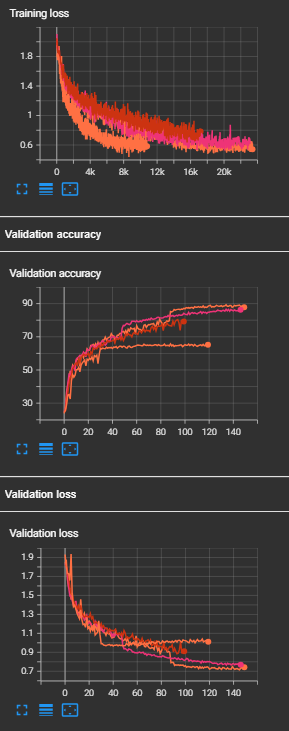 Training loss
1.8
1.4
1
0.6
0 4k 8k 12k 16k 20k
Validation accuracy
Validation accuracy
90
70
50
30
0 20 40 60 80 100 120 140
Validation loss
Validation loss
1.9
1.7
1.5
1.3
1.1
0.9
0.7
0 20 40 60 80 100 120 140